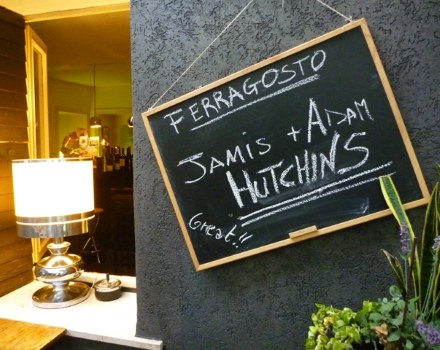 FERRAGOSTO
JAMIS + ADAM
HUTCHINS
Great!!